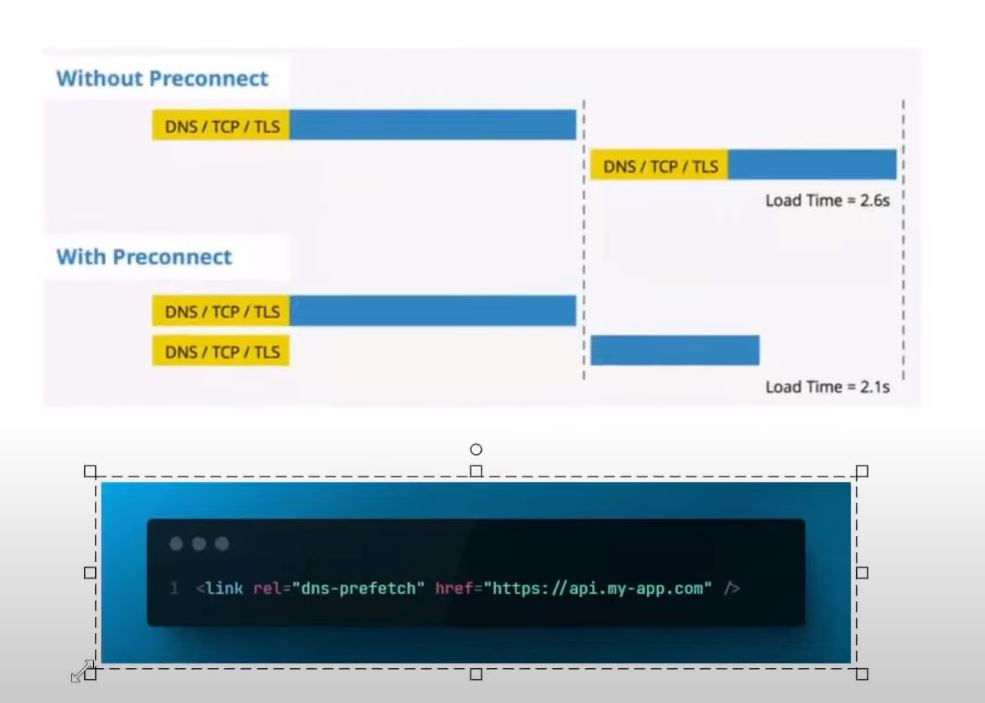 Without Preconnect
DNS / TCP / TLS
DNS / TCP / TLS
Load Time = 2.6s
With Preconnect
DNS / TCP / TLS
DNS / TCP / TLS
Load Time = 2.1s
1 <link rel="dns-prefetch" href="https://api.my-app.com" />